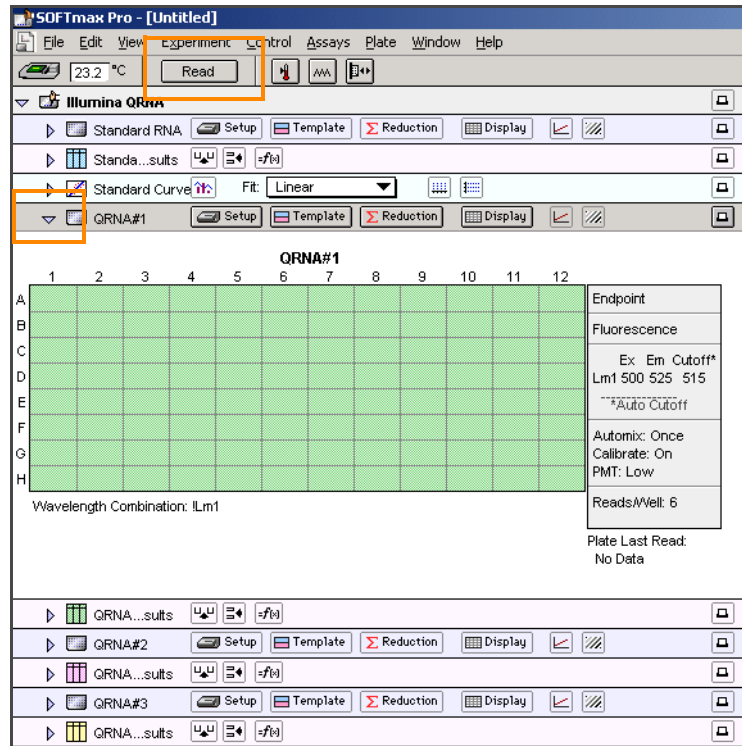 SOFTmax Pro - [Untitled]
File Edit View Experiment Control Assays Plate Window Help
23.2 °C Read
Illumina QRNA
Standard RNA Setup Template Reduction Display
Standa...sults =f(x)
Standard Curve Fit: Linear
QRNA#1 Setup Template Reduction Display
QRNA#1
1 2 3 4 5 6 7 8 9 10 11 12
A
B
C
D
E
F
G
H
Endpoint
Fluorescence
Ex Em Cutoff*
Lm1 500 525 515
*Auto Cutoff
Automix: Once
Calibrate: On
PMT: Low
Reads/Well: 6
Wavelength Combination: !Lm1
Plate Last Read:
No Data
QRNA...sults =f(x)
QRNA#2 Setup Template Reduction Display
QRNA...sults =f(x)
QRNA#3 Setup Template Reduction Display
QRNA...sults =f(x)